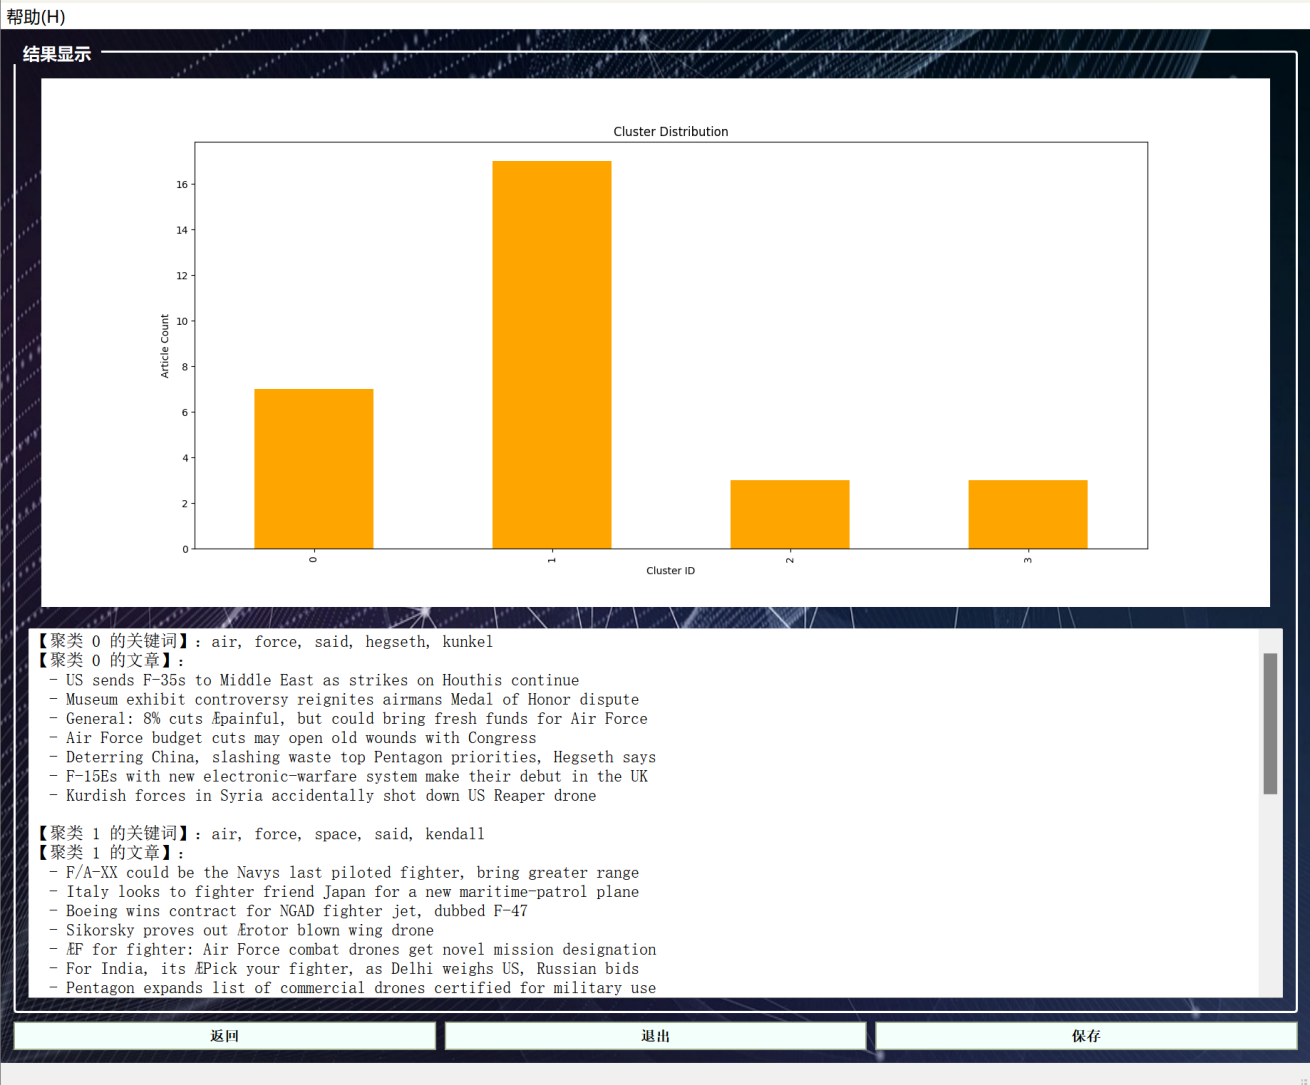 帮助(H)
结果显示
Cluster Distribution
16
14
12
10
8
6
4
2
0
Article Count
0
1
2
3
Cluster ID
【聚类 0 的关键词】: air, force, said, hegseth, kunkel
【聚类 0 的文章】:
- US sends F-35s to Middle East as strikes on Houthis continue
- Museum exhibit controversy reignites airmans Medal of Honor dispute
- General: 8% cuts Æpainful, but could bring fresh funds for Air Force
- Air Force budget cuts may open old wounds with Congress
- Deterring China, slashing waste top Pentagon priorities, Hegseth says
- F-15Es with new electronic-warfare system make their debut in the UK
- Kurdish forces in Syria accidentally shot down US Reaper drone
【聚类 1 的关键词】: air, force, space, said, kendall
【聚类 1 的文章】:
- F/A-XX could be the Navys last piloted fighter, bring greater range
- Italy looks to fighter friend Japan for a new maritime-patrol plane
- Boeing wins contract for NGAD fighter jet, dubbed F-47
- Sikorsky proves out Ærotor blown wing drone
- ÆF for fighter: Air Force combat drones get novel mission designation
- For India, its ÆPick your fighter, as Delhi weighs US, Russian bids
- Pentagon expands list of commercial drones certified for military use
返回
退出
保存